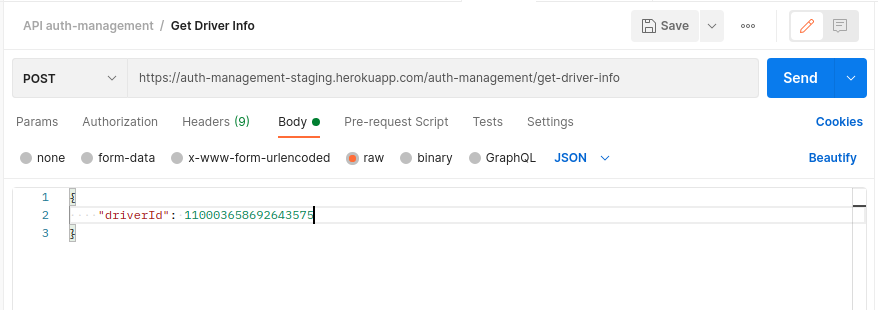 API auth-management / Get Driver Info
Save
POST
https://auth-management-staging.herokuapp.com/auth-management/get-driver-info
Send
Params Authorization Headers (9) Body Pre-request Script Tests Settings Cookies
none form-data x-www-form-urlencoded raw binary GraphQL JSON Beautify
1 {
2 "driverId": 110003658692643575
3 }